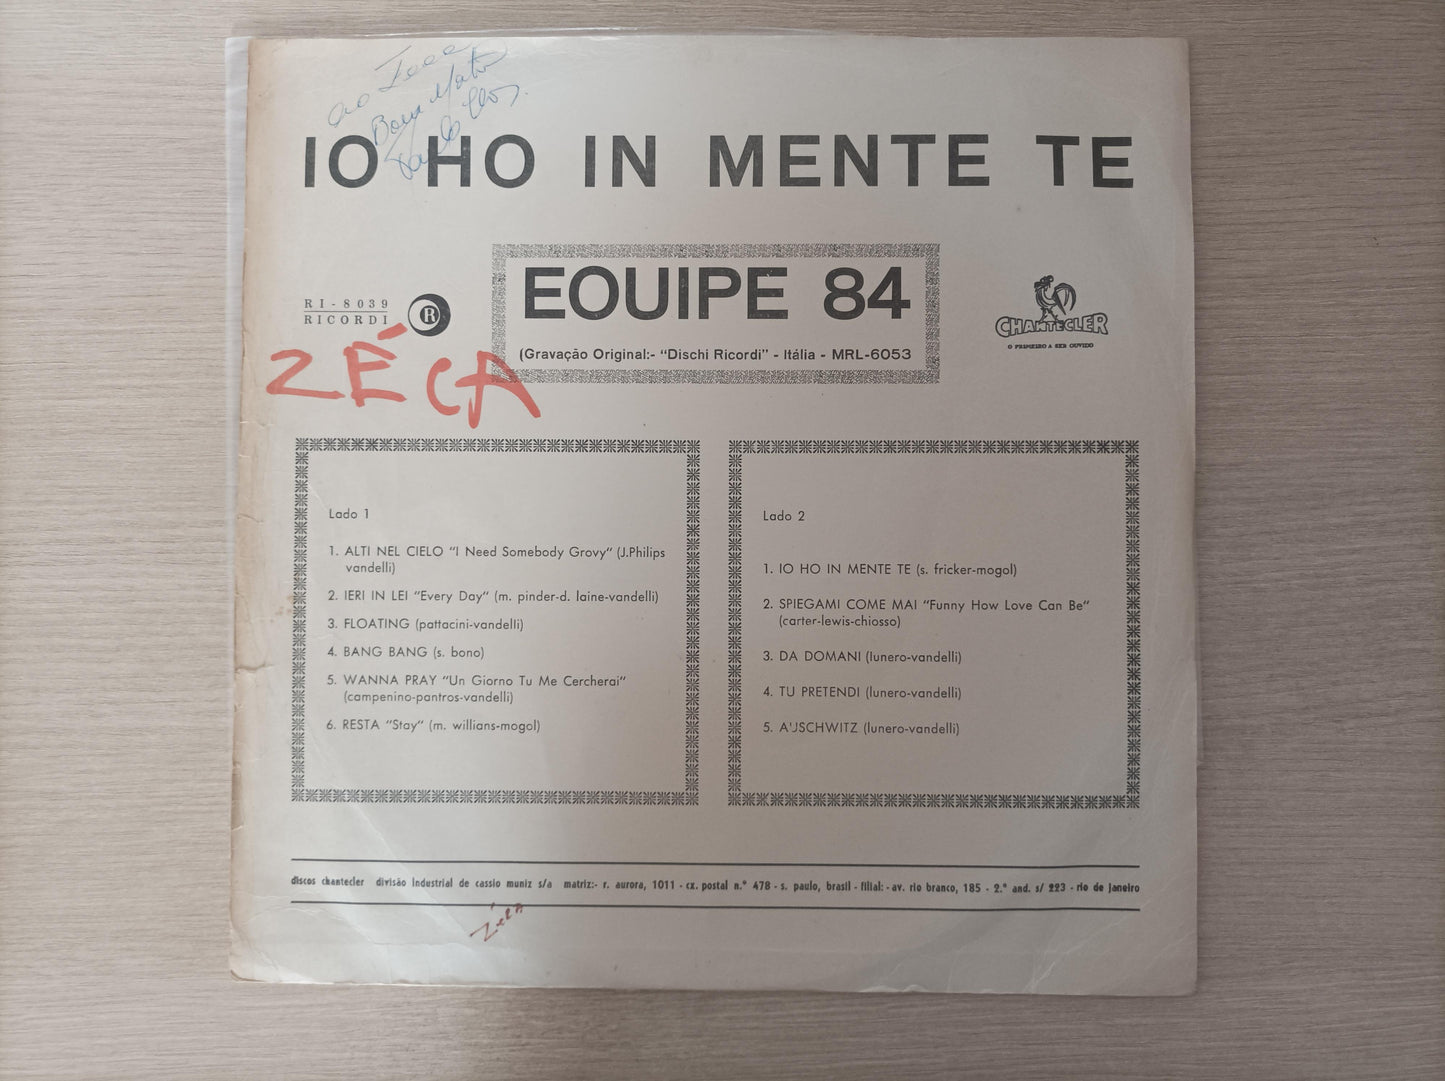 Ao Zeca
Bom Mato
Paulo
IO HO IN MENTE TE
EQUIPE 84
(Gravação Original:- "Dischi Ricordi" - Itália - MRL-6053
RI-8039
RICORDI
R
CHANTECLER
O PRIMEIRO A SER OUVIDO
ZÉCA
Lado 1
1. ALTI NEL CIELO "I Need Somebody Grovy" (J.Philips
vandelli)
2. IERI IN LEI "Every Day" (m. pinder-d. laine-vandelli)
3. FLOATING (pattacini-vandelli)
4. BANG BANG (s. bono)
5. WANNA PRAY "Un Giorno Tu Me Cercherai"
(campenino-pantros-vandelli)
6. RESTA "Stay" (m. willians-mogol)
Lado 2
1. IO HO IN MENTE TE (s. fricker-mogol)
2. SPIEGAMI COME MAI "Funny How Love Can Be"
(carter-lewis-chiosso)
3. DA DOMANI (lunero-vandelli)
4. TU PRETENDI (lunero-vandelli)
5. AUSCHWITZ (lunero-vandelli)
discos chantecler divisão industrial de cassio muniz s/a matriz:- r. aurora, 1011 - cx. postal n.º 478 - s. paulo, brasil - filial:- av. rio branco, 185 - 2.º and. s/ 223 - rio de janeiro
Zéca